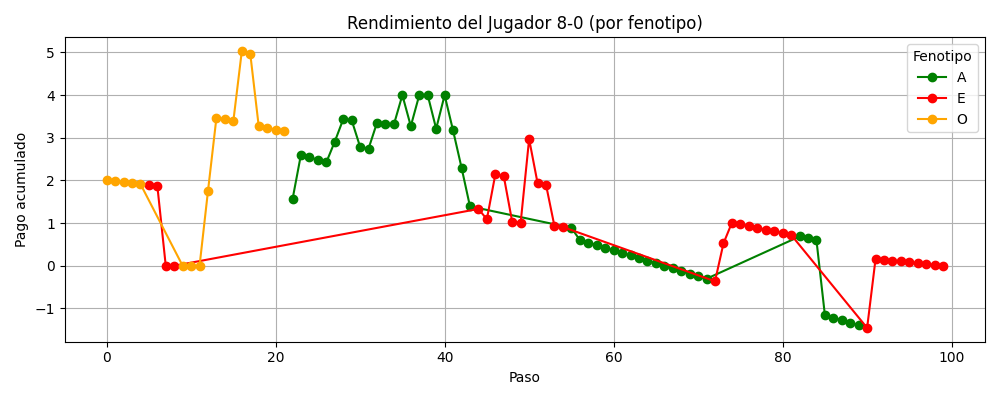 Rendimiento del Jugador 8-0 (por fenotipo)
Pago acumulado
5
4
3
2
1
0
−1
0 20 40 60 80 100
Paso
Fenotipo
A
E
O